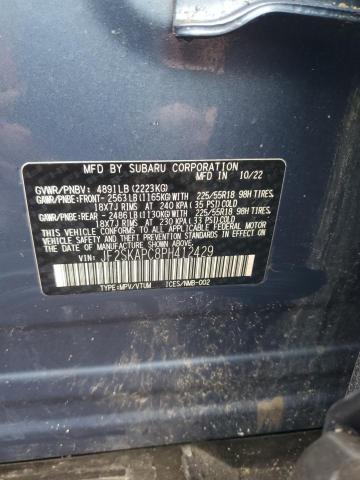 MFD BY SUBARU CORPORATION
MFD IN 10/22
GVWR/PNBV: 4891LB(2223KG)
GAWR/PNBE:FRONT- 2563LB(1165KG) 225/55R18 98H TIRES,
18X7J RIMS AT 240 KPA(35 PSI)COLD
GAWR/PNBE:REAR - 2486LB(1130KG) 225/55R18 98H TIRES,
18X7J RIMS AT 230 KPA(33 PSI)COLD
THIS VEHICLE CONFORMS TO ALL APPLICABLE FEDERAL MOTOR
VEHICLE SAFETY, BUMPER, AND THEFT PREVENTION STANDARDS
IN EFFECT ON THE DATE OF MANUFACTURE SHOWN ABOVE.
VIN: JF2SKAPC8PH412429
TYPE:MPV/VTUM ICES/NMB-002